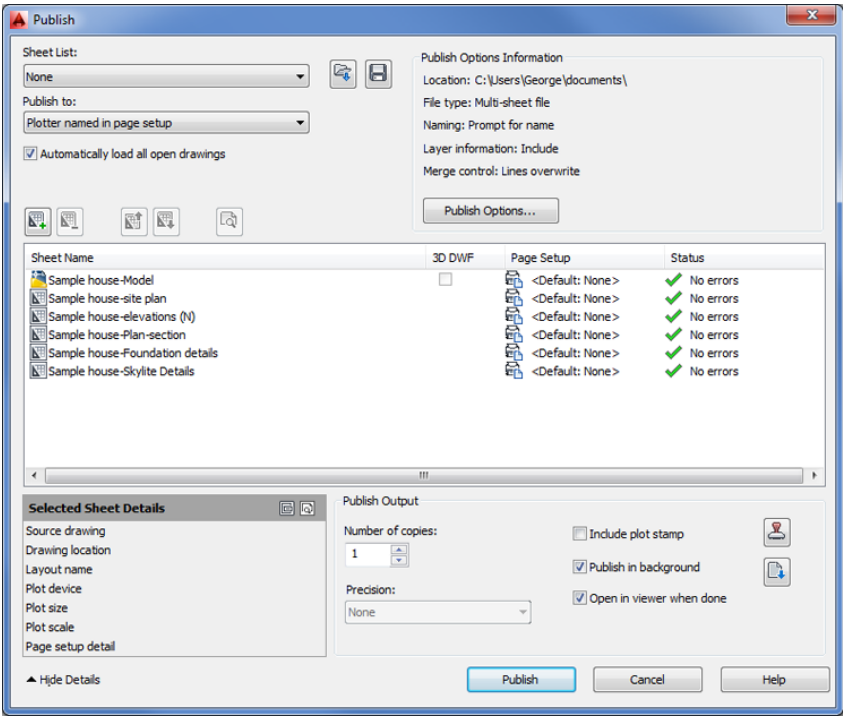 Publish
Sheet List:
None
Publish to:
Plotter named in page setup
Automatically load all open drawings
Publish Options Information
Location: C:\Users\George\documents\
File type: Multi-sheet file
Naming: Prompt for name
Layer information: Include
Merge control: Lines overwrite
Publish Options...
Sheet Name 3D DWF Page Setup Status
Sample house-Model <Default: None> No errors
Sample house-site plan <Default: None> No errors
Sample house-elevations (N) <Default: None> No errors
Sample house-Plan-section <Default: None> No errors
Sample house-Foundation details <Default: None> No errors
Sample house-Skylite Details <Default: None> No errors
Selected Sheet Details
Source drawing
Drawing location
Layout name
Plot device
Plot size
Plot scale
Page setup detail
Publish Output
Number of copies:
1
Precision:
None
Include plot stamp
Publish in background
Open in viewer when done
Hide Details
Publish
Cancel
Help